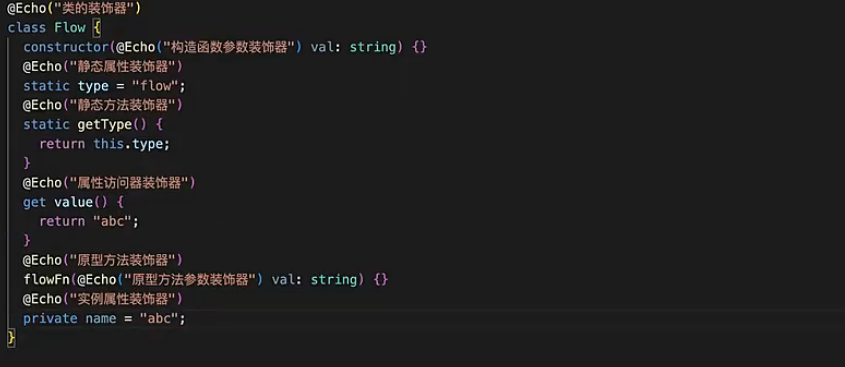 @Echo("类的装饰器")
class Flow {
constructor(@Echo("构造函数参数装饰器") val: string) {}
@Echo("静态属性装饰器")
static type = "flow";
@Echo("静态方法装饰器")
static getType() {
return this.type;
}
@Echo("属性访问器装饰器")
get value() {
return "abc";
}
@Echo("原型方法装饰器")
flowFn(@Echo("原型方法参数装饰器") val: string) {}
@Echo("实例属性装饰器")
private name = "abc";
}